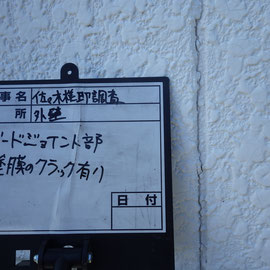 事名 佐々木様邸調査
所 外壁
ボードジョイント部
塗膜のクラック有り
日付